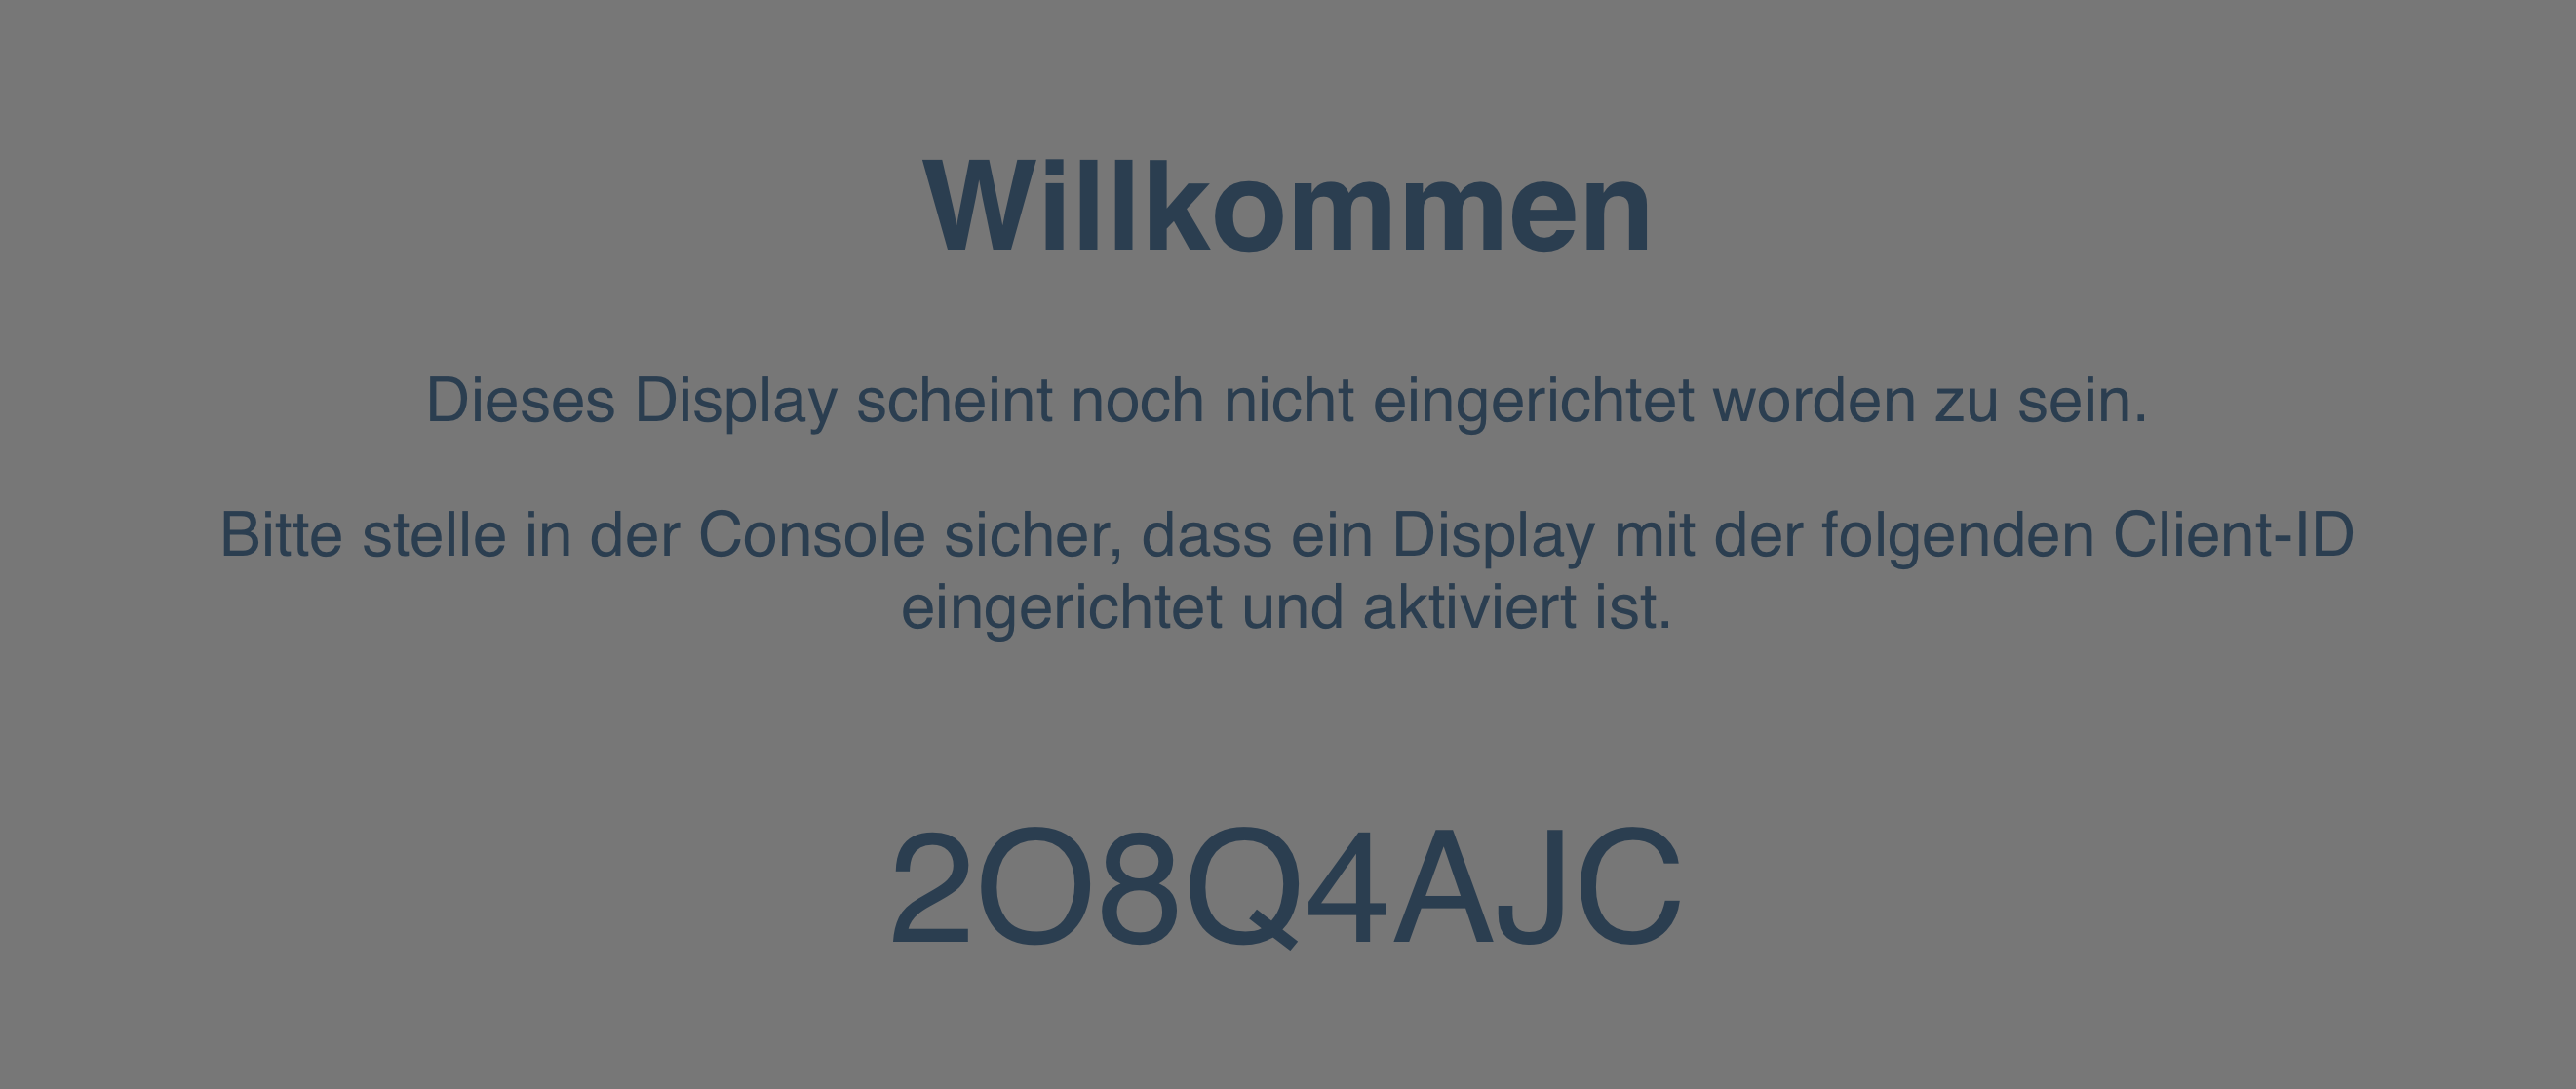 Willkommen
Dieses Display scheint noch nicht eingerichtet worden zu sein.
Bitte stelle in der Console sicher, dass ein Display mit der folgenden Client-ID
eingerichtet und aktiviert ist.
2O8Q4AJC